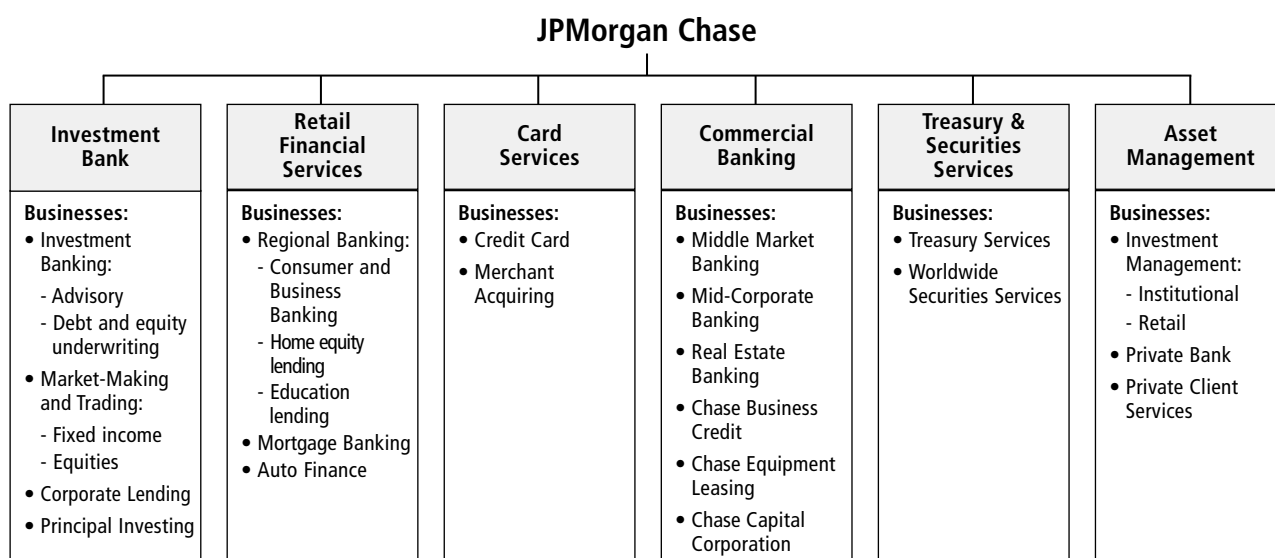 JPMorgan Chase
Investment
Bank
Businesses:
• Investment
Banking:
- Advisory
- Debt and equity
underwriting
• Market-Making
and Trading:
- Fixed income
- Equities
• Corporate Lending
• Principal Investing
Retail
Financial
Services
Businesses:
• Regional Banking:
- Consumer and
Business
Banking
- Home equity
lending
- Education
lending
• Mortgage Banking
• Auto Finance
Card
Services
Businesses:
• Credit Card
• Merchant
Acquiring
Commercial
Banking
Businesses:
• Middle Market
Banking
• Mid-Corporate
Banking
• Real Estate
Banking
• Chase Business
Credit
• Chase Equipment
Leasing
• Chase Capital
Corporation
Treasury &
Securities
Services
Businesses:
• Treasury Services
• Worldwide
Securities Services
Asset
Management
Businesses:
• Investment
Management:
- Institutional
- Retail
• Private Bank
• Private Client
Services